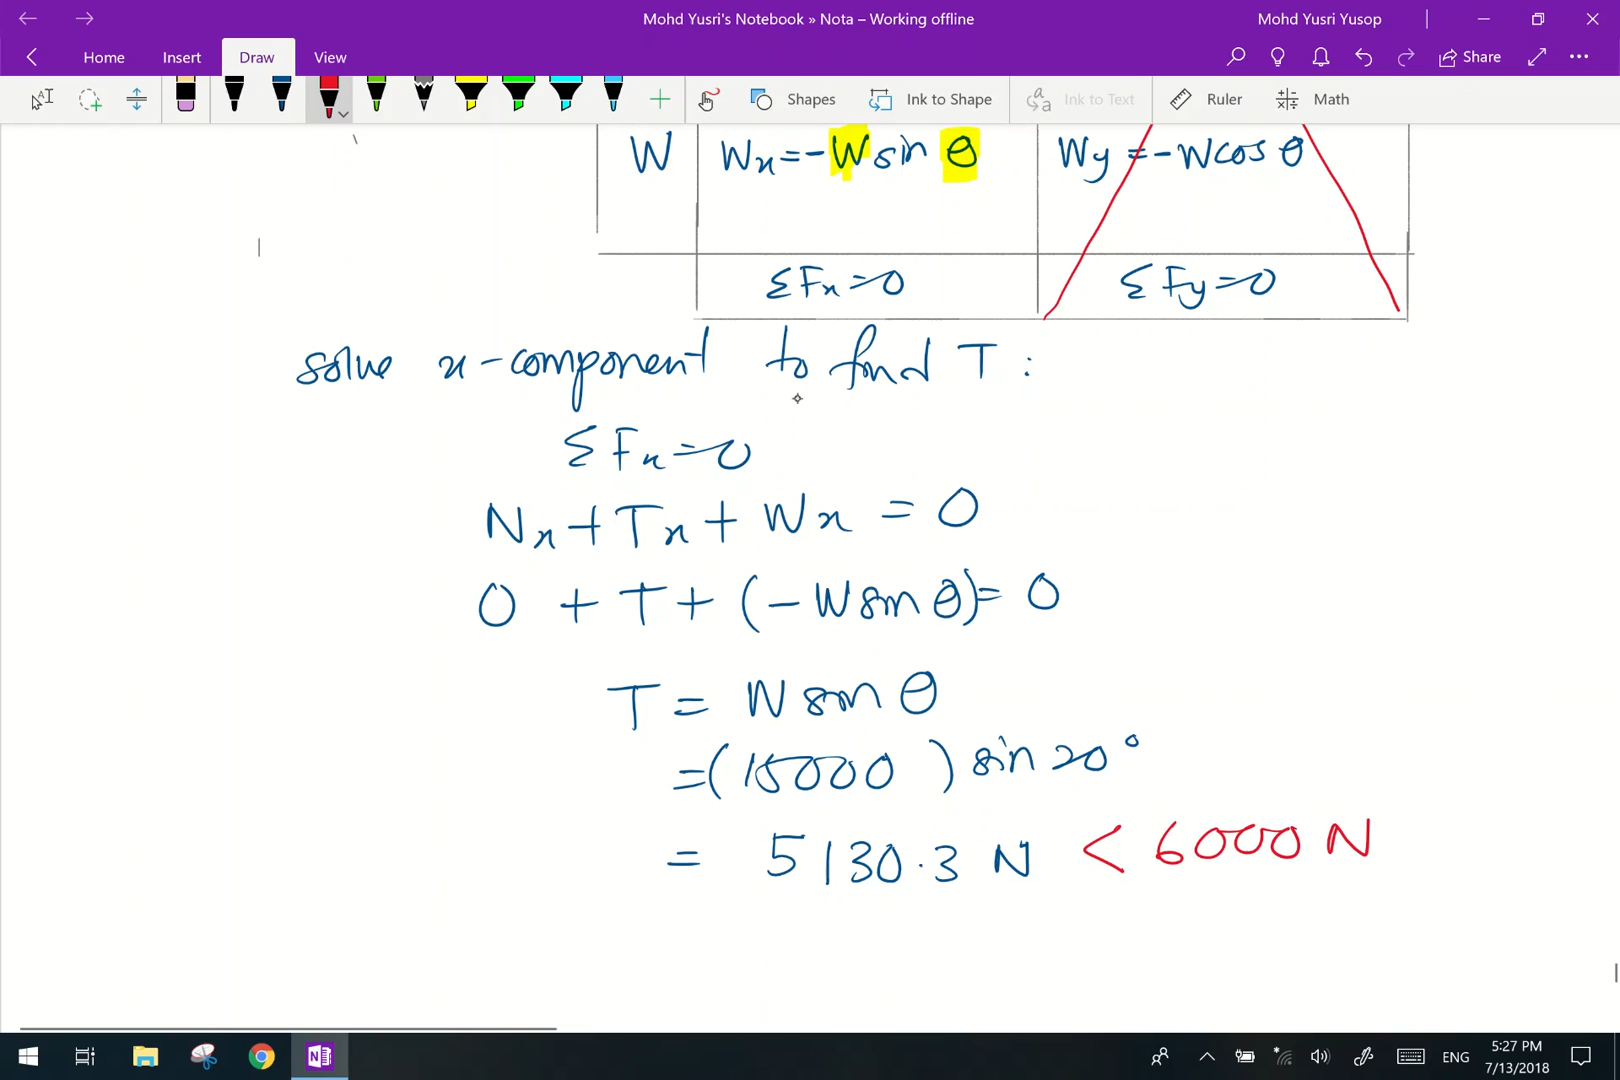 Mohd Yusri's Notebook » Nota – Working offline
Mohd Yusri Yusop
Home Insert Draw View
Share
Shapes
Ink to Shape
Ink to Text
Ruler
Math
W Wx=-W sin θ Wy=-Wcos θ
ΣFx=0 ΣFy=0
solve x-component to find T:
ΣFx=0
Nx+Tx+Wx=0
0+T+(-W sin θ)=0
T=W sin θ
=(15000) sin 20°
= 5130.3 N < 6000 N
ENG
5:27 PM
7/13/2018